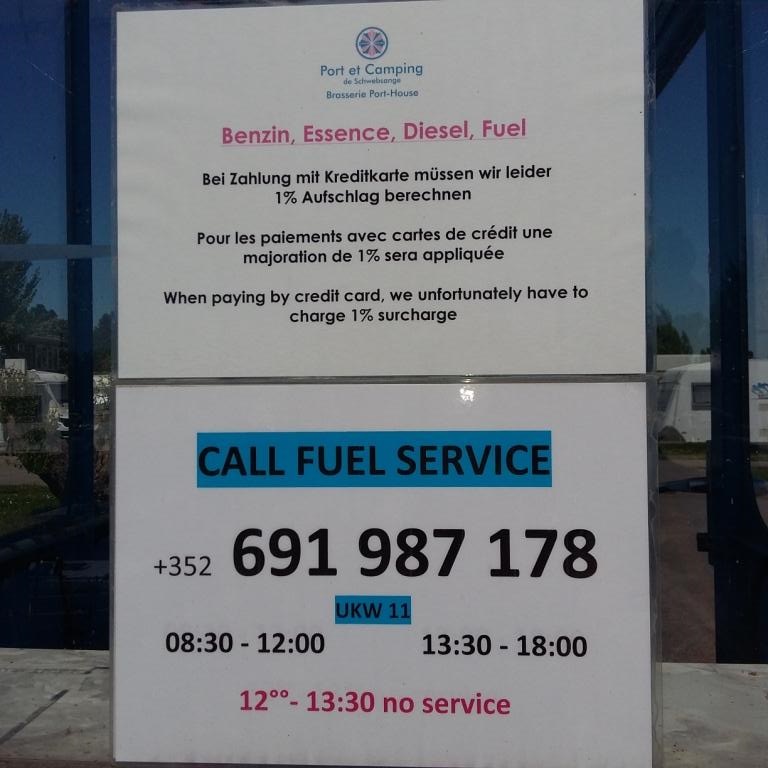 Port et Camping
de Schwebsange
Brasserie Port-House
Benzin, Essence, Diesel, Fuel
Bei Zahlung mit Kreditkarte müssen wir leider
1% Aufschlag berechnen
Pour les paiements avec cartes de crédit une
majoration de 1% sera appliquée
When paying by credit card, we unfortunately have to
charge 1% surcharge
CALL FUEL SERVICE
+352 691 987 178
UKW 11
08:30 - 12:00 13:30 - 18:00
12°°- 13:30 no service